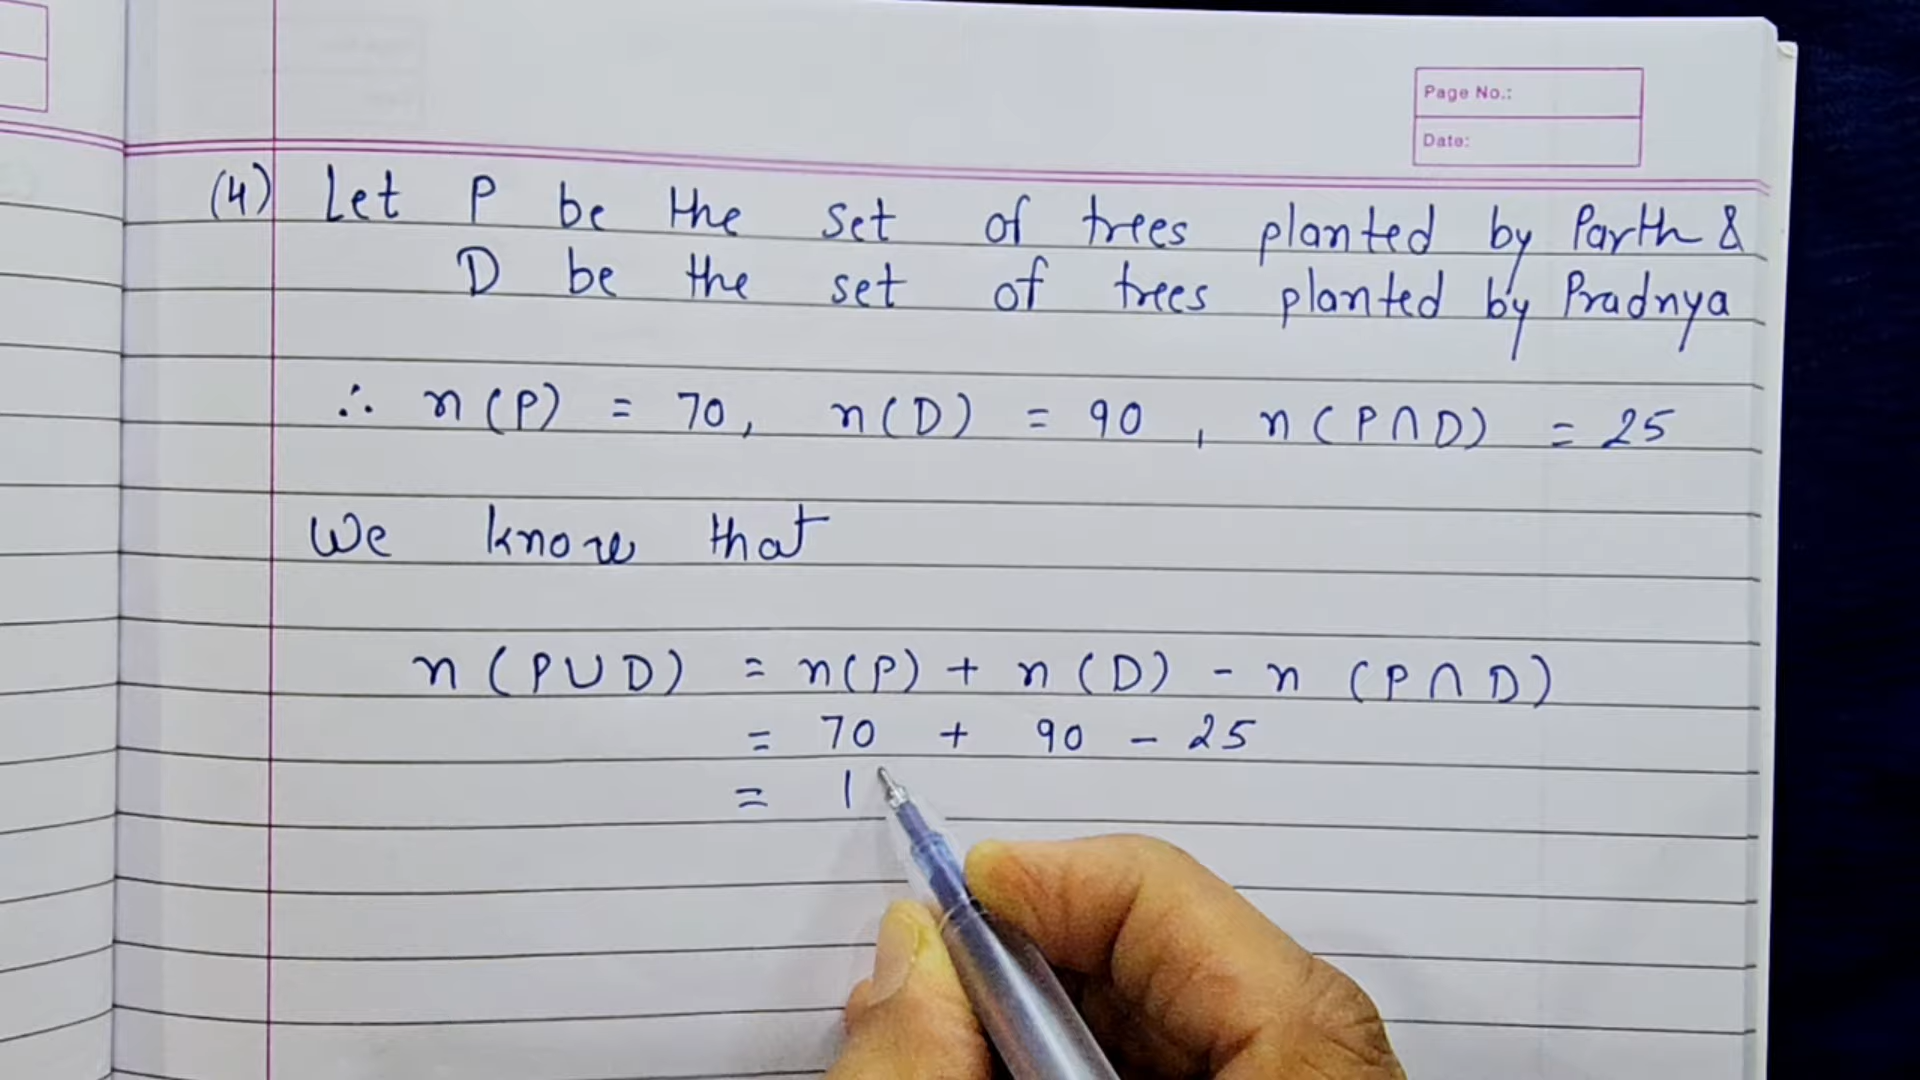 Page No.:
Date:
(4) Let P be the set of trees planted by Parth &
D be the set of trees planted by Pradnya
∴ n(P) = 70, n(D) = 90, n(P∩D) = 25
We know that
n(P∪D) = n(P) + n(D) - n(P∩D)
= 70 + 90 - 25
= 1